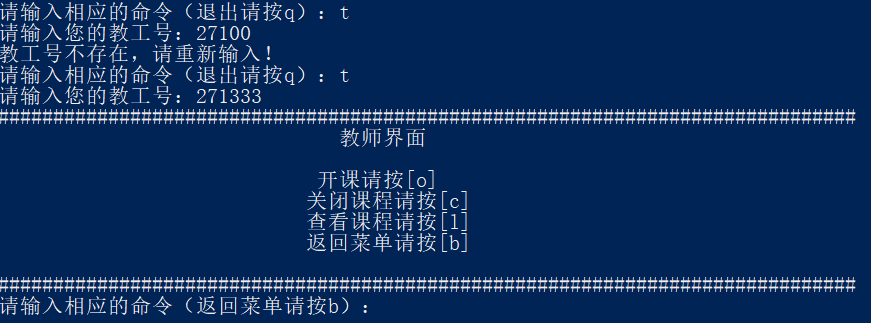 请输入相应的命令（退出请按q）：t
请输入您的教工号：27100
教工号不存在，请重新输入！
请输入相应的命令（退出请按q）：t
请输入您的教工号：271333
################################################################################
教师界面
开课请按[o]
关闭课程请按[c]
查看课程请按[l]
返回菜单请按[b]
################################################################################
请输入相应的命令（返回菜单请按b）：